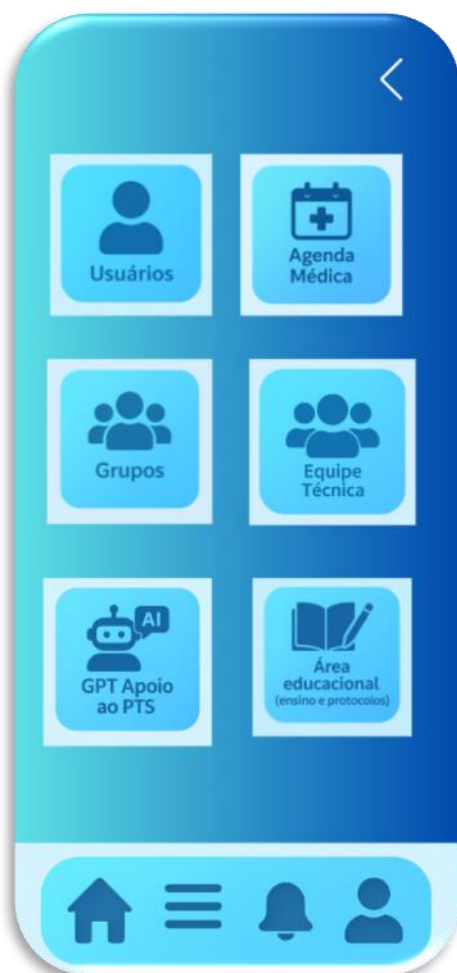 Usuários
Agenda
Médica
Grupos
Equipe
Técnica
AI
GPT Apoio
ao PTS
Área
educacional
(ensino e protocolos)